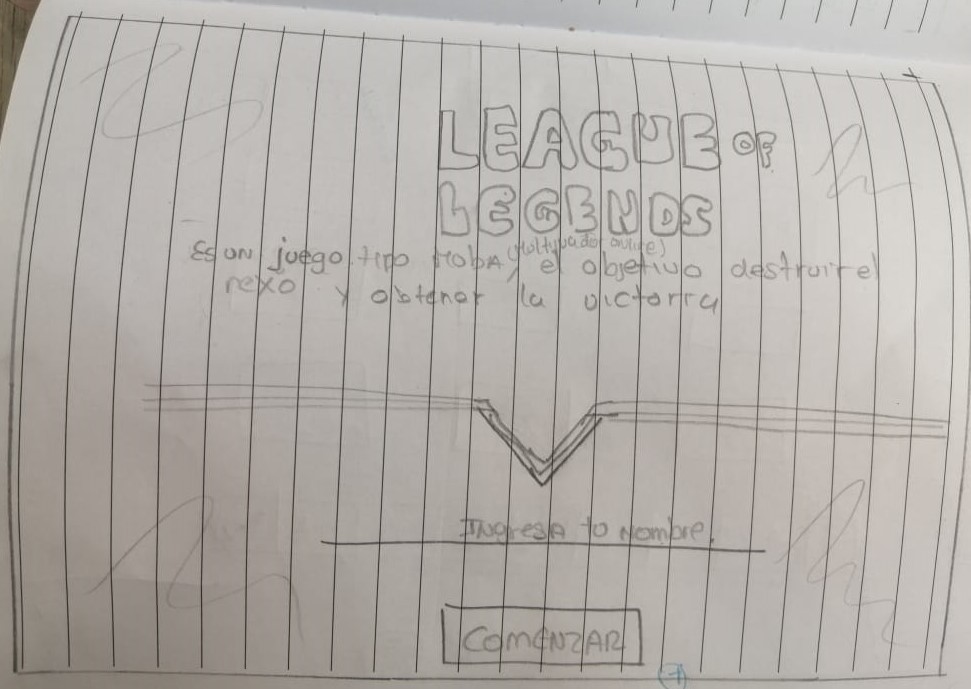 LEAGUE OF
LEGENDS
Es un juego tipo MOBA, (Multijugador online) el objetivo destruir el
nexo y obtener la victoria
INgresA tu Nombre.
COMENZAR